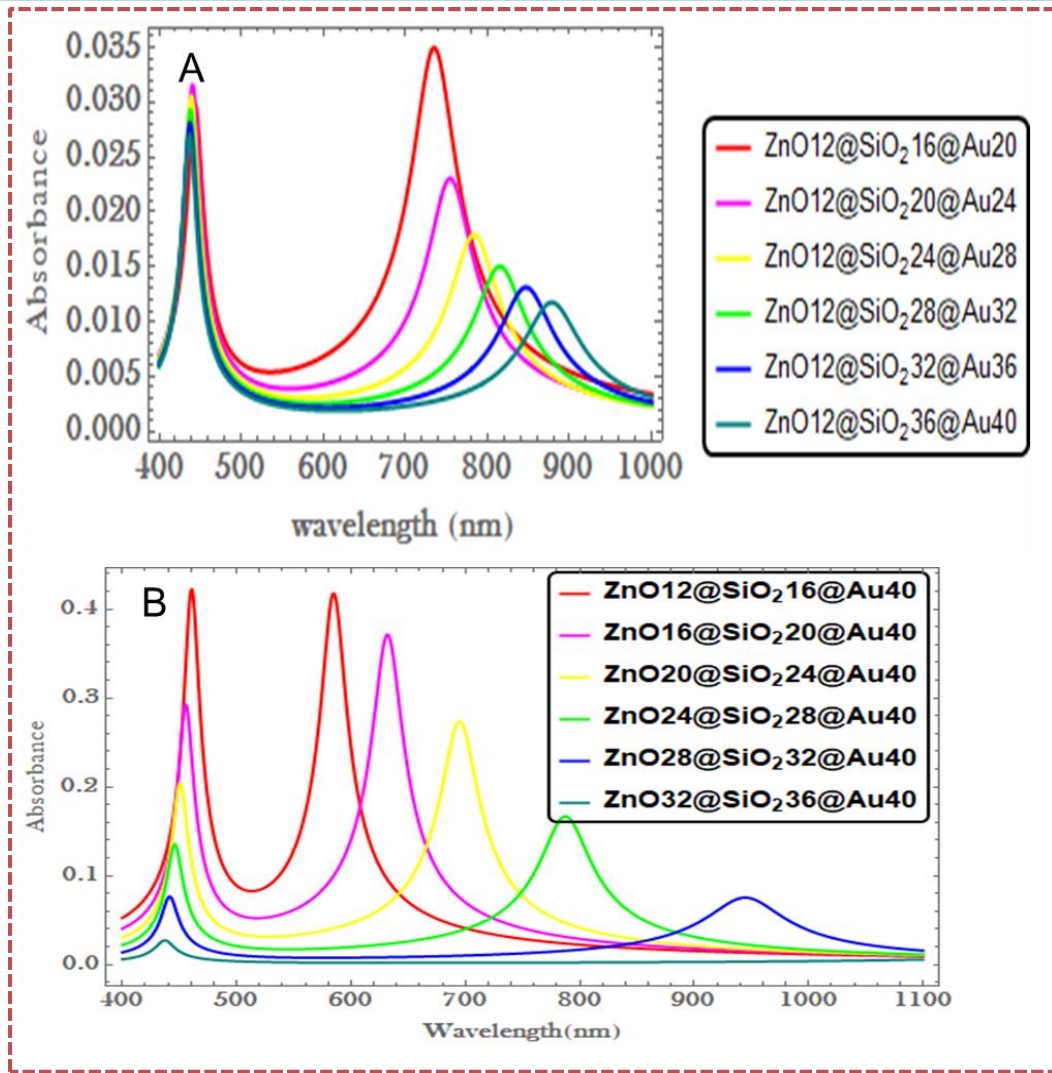 A
0.035
0.030
0.025
0.020
0.015
0.010
0.005
0.000
Absorbance
400 500 600 700 800 900 1000
wavelength (nm)
ZnO12@SiO₂16@Au20
ZnO12@SiO₂20@Au24
ZnO12@SiO₂24@Au28
ZnO12@SiO₂28@Au32
ZnO12@SiO₂32@Au36
ZnO12@SiO₂36@Au40
B
0.4
0.3
0.2
0.1
0.0
Absorbance
400 500 600 700 800 900 1000 1100
Wavelength(nm)
ZnO12@SiO₂16@Au40
ZnO16@SiO₂20@Au40
ZnO20@SiO₂24@Au40
ZnO24@SiO₂28@Au40
ZnO28@SiO₂32@Au40
ZnO32@SiO₂36@Au40